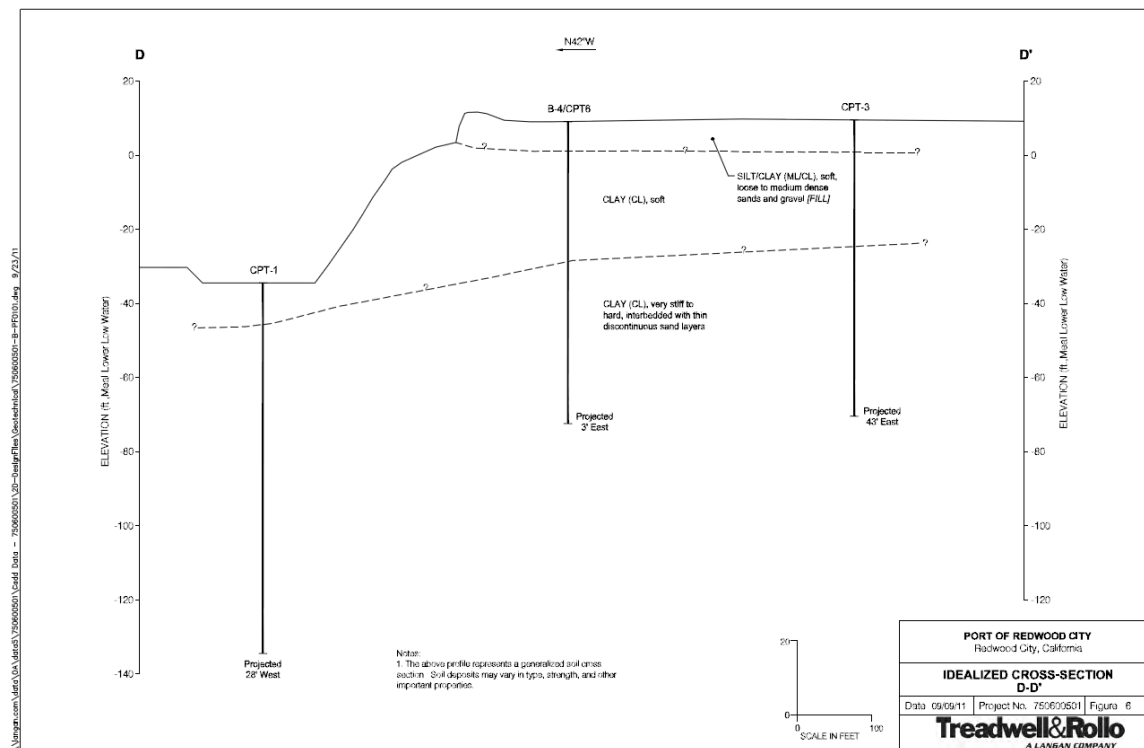 D
N42°W
D'
20
B-4/CPT6
CPT-3
20
0
?
?
?
0
SILT/CLAY (ML/CL), soft,
loose to medium dense
sands and gravel [FILL]
CLAY (CL), soft
-20
?
?
-20
CPT-1
?
-40
?
CLAY (CL), very stiff to
hard, interbedded with thin
discontinuous sand layers
-40
-60
-60
Projected
3' East
Projected
43' East
-80
-80
-100
-100
-120
-120
-140
Projected
28' West
ELEVATION (ft., Mean Lower Low Water)
ELEVATION (ft., Mean Lower Low Water)
Notes:
1. The above profile represents a generalized soil cross
section. Soil deposits may vary in type, strength, and other
important properties.
20
0
0
100
SCALE IN FEET
PORT OF REDWOOD CITY
Redwood City, California
IDEALIZED CROSS-SECTION
D-D'
Date 09/09/11 Project No. 750600501 Figure 6
Treadwell&Rollo
A LANGAN COMPANY
9/23/11